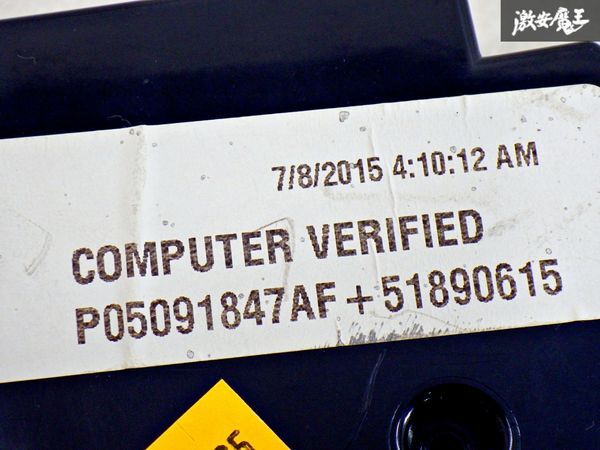 激安魔王
7/8/2015 4:10:12 AM
COMPUTER VERIFIED
P05091847AF+51890615